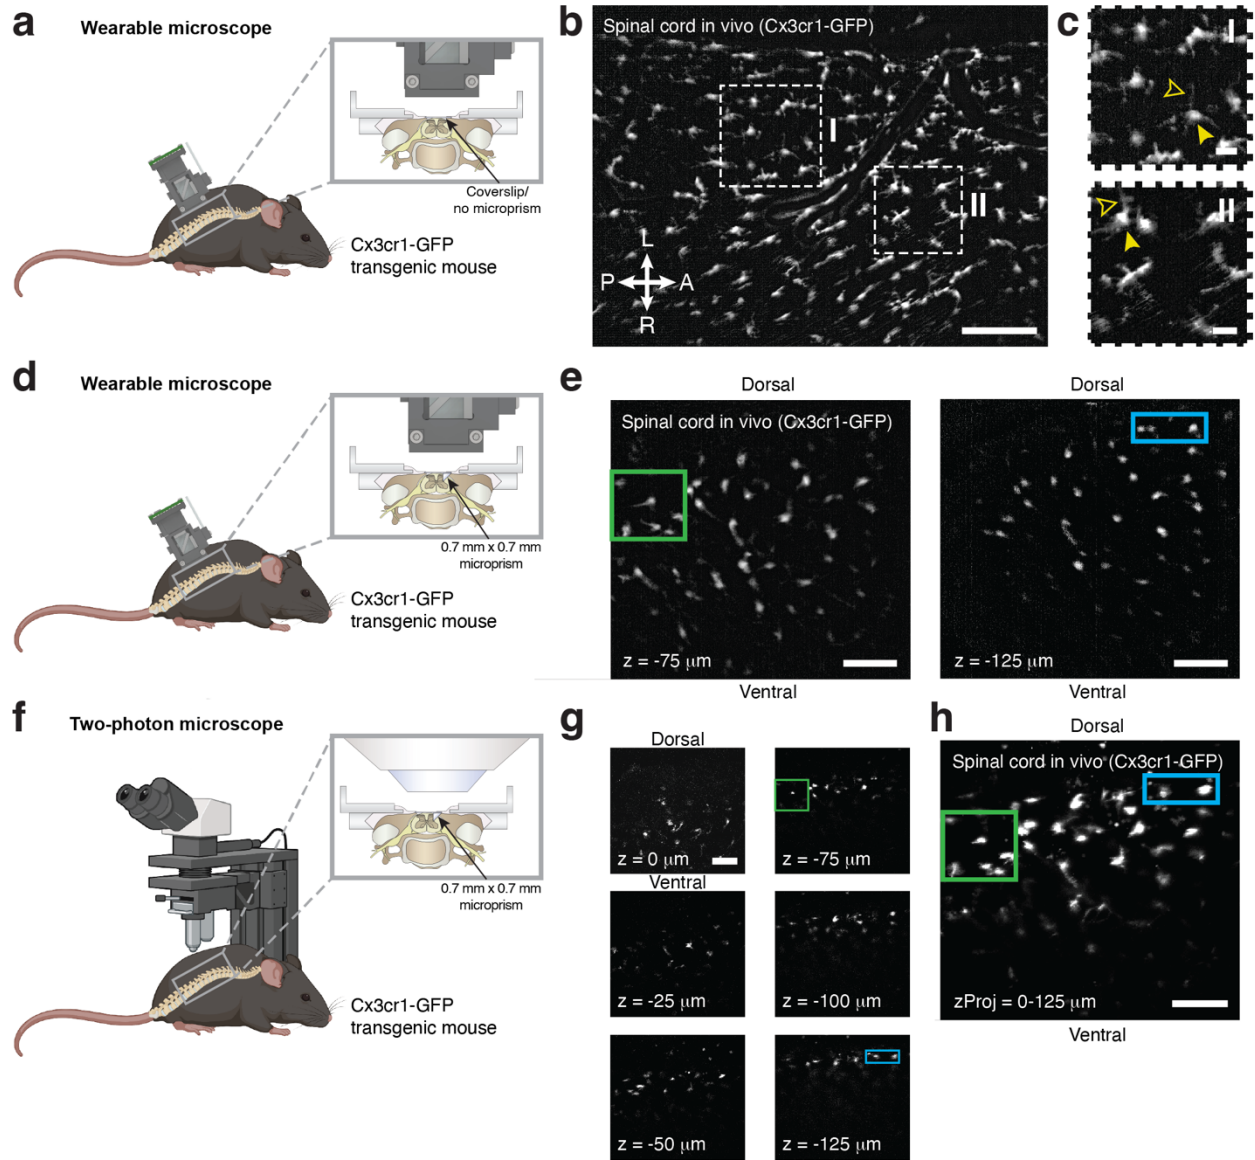 a
Wearable microscope
Coverslip/
no microprism
Cx3cr1-GFP
transgenic mouse
b
Spinal cord in vivo (Cx3cr1-GFP)
I
II
L
P
A
R
c
I
II
d
Wearable microscope
0.7 mm x 0.7 mm
microprism
Cx3cr1-GFP
transgenic mouse
e
Dorsal
Spinal cord in vivo (Cx3cr1-GFP)
z = -75 μm
Ventral
Dorsal
z = -125 μm
Ventral
f
Two-photon microscope
0.7 mm x 0.7 mm
microprism
Cx3cr1-GFP
transgenic mouse
g
Dorsal
z = 0 μm
Ventral
z = -75 μm
z = -25 μm
z = -100 μm
z = -50 μm
z = -125 μm
h
Dorsal
Spinal cord in vivo (Cx3cr1-GFP)
zProj = 0-125 μm
Ventral